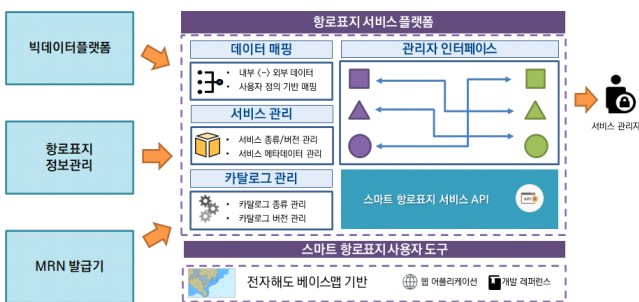 빅데이터플랫폼
항로표지
정보관리
MRN 발급기
항로표지 서비스 플랫폼
데이터 매핑
• 내부 <-> 외부 데이터
• 사용자 정의 기반 매핑
서비스 관리
• 서비스 종류/버전 관리
• 서비스 메타데이터 관리
카탈로그 관리
• 카탈로그 종류 관리
• 카탈로그 버전 관리
관리자 인터페이스
스마트 항로표지 서비스 API
API
서비스 관리자
스마트 항로표지 사용자 도구
전자해도 베이스맵 기반
웹 어플리케이션
개발 레퍼런스